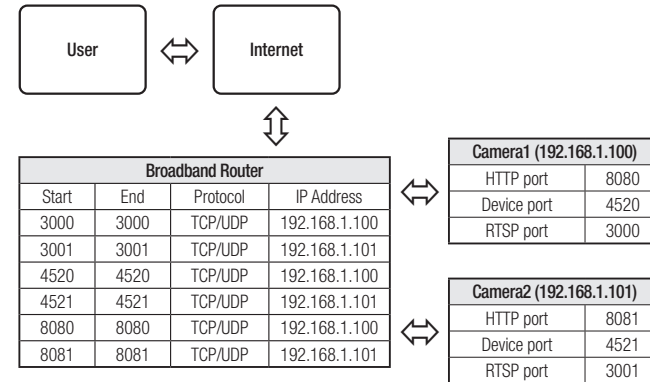 User
Internet
Broadband Router
Start End Protocol IP Address
3000 3000 TCP/UDP 192.168.1.100
3001 3001 TCP/UDP 192.168.1.101
4520 4520 TCP/UDP 192.168.1.100
4521 4521 TCP/UDP 192.168.1.101
8080 8080 TCP/UDP 192.168.1.100
8081 8081 TCP/UDP 192.168.1.101
Camera1 (192.168.1.100)
HTTP port 8080
Device port 4520
RTSP port 3000
Camera2 (192.168.1.101)
HTTP port 8081
Device port 4521
RTSP port 3001